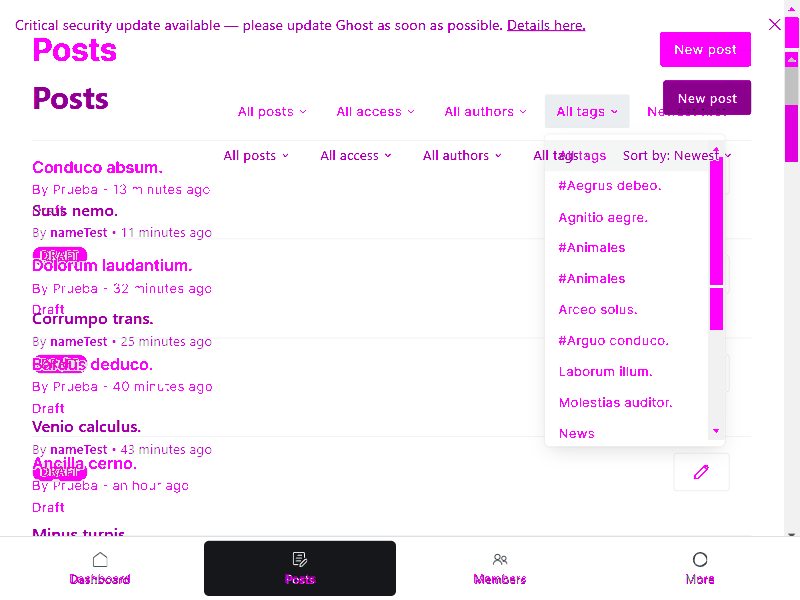 Critical security update available — please update Ghost as soon as possible. Details here.
Posts
New post
Posts
New post
All posts
All access
All authors
All tags
All posts
All access
All authors
All tags
All tags
Sort by: Newest
Conduco absum.
By Prueba - 13 minutes ago
Draft
Suus nemo.
By nameTest • 11 minutes ago
DRAFT
Dolorum laudantium.
By Prueba - 32 minutes ago
Draft
Corrumpo trans.
By nameTest • 25 minutes ago
DRAFT
deduco.
By Prueba - 40 minutes ago
Draft
Venio calculus.
By nameTest • 43 minutes ago
Ancilla cerno.
DRAFT
By Prueba - an hour ago
Draft
Minus turpis
#Aegrus debeo.
Agnitio aegre.
#Animales
#Animales
Arceo solus.
#Arguo conduco.
Laborum illum.
Molestias auditor.
News
Dashboard
Posts
Members
More